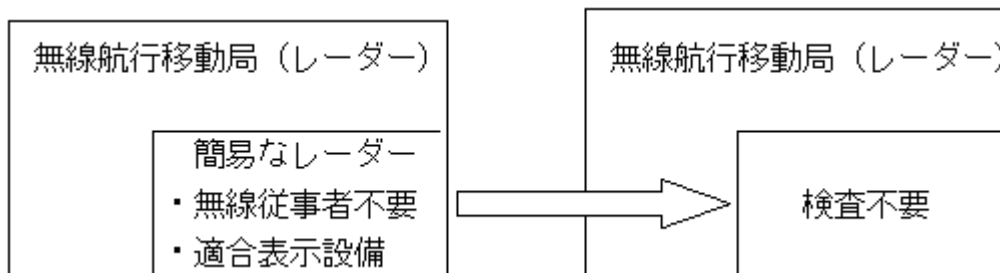 無線航行移動局（レーダー）
簡易なレーダー
・無線従事者不要
・適合表示設備
無線航行移動局（レーダー）
検査不要